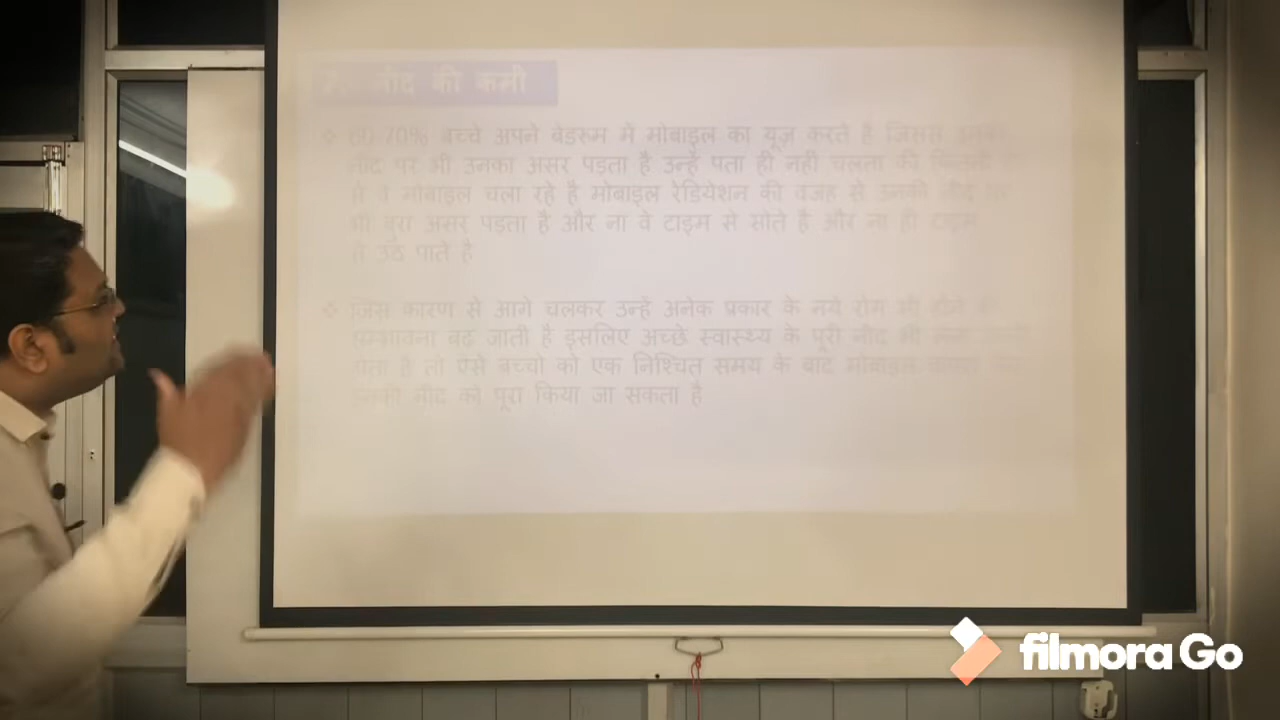 नींद की कमी
60-70% बच्चे अपने बेडरूम में मोबाइल का यूज़ करते है जिससे
नींद पर भी उनका असर पड़ता है उन्हें पता ही नहीं चलता की
से वे मोबाइल चला रहे है मोबाइल रेडियेशन की वजह से उनकी नींद पर
भी बुरा असर पड़ता है और ना वे टाइम से सोते है और ना ही टाइम
से उठ पाते है
जिस कारण से आगे चलकर उन्हें अनेक प्रकार के नये रोग भी होने
सम्भावना बढ़ जाती है इसलिए अच्छे स्वास्थ्य के पूरी नींद भी
होता है तो ऐसे बच्चो को एक निश्चित समय के बाद मोबाइल
उनकी नींद को पूरा किया जा सकता है
filmora Go